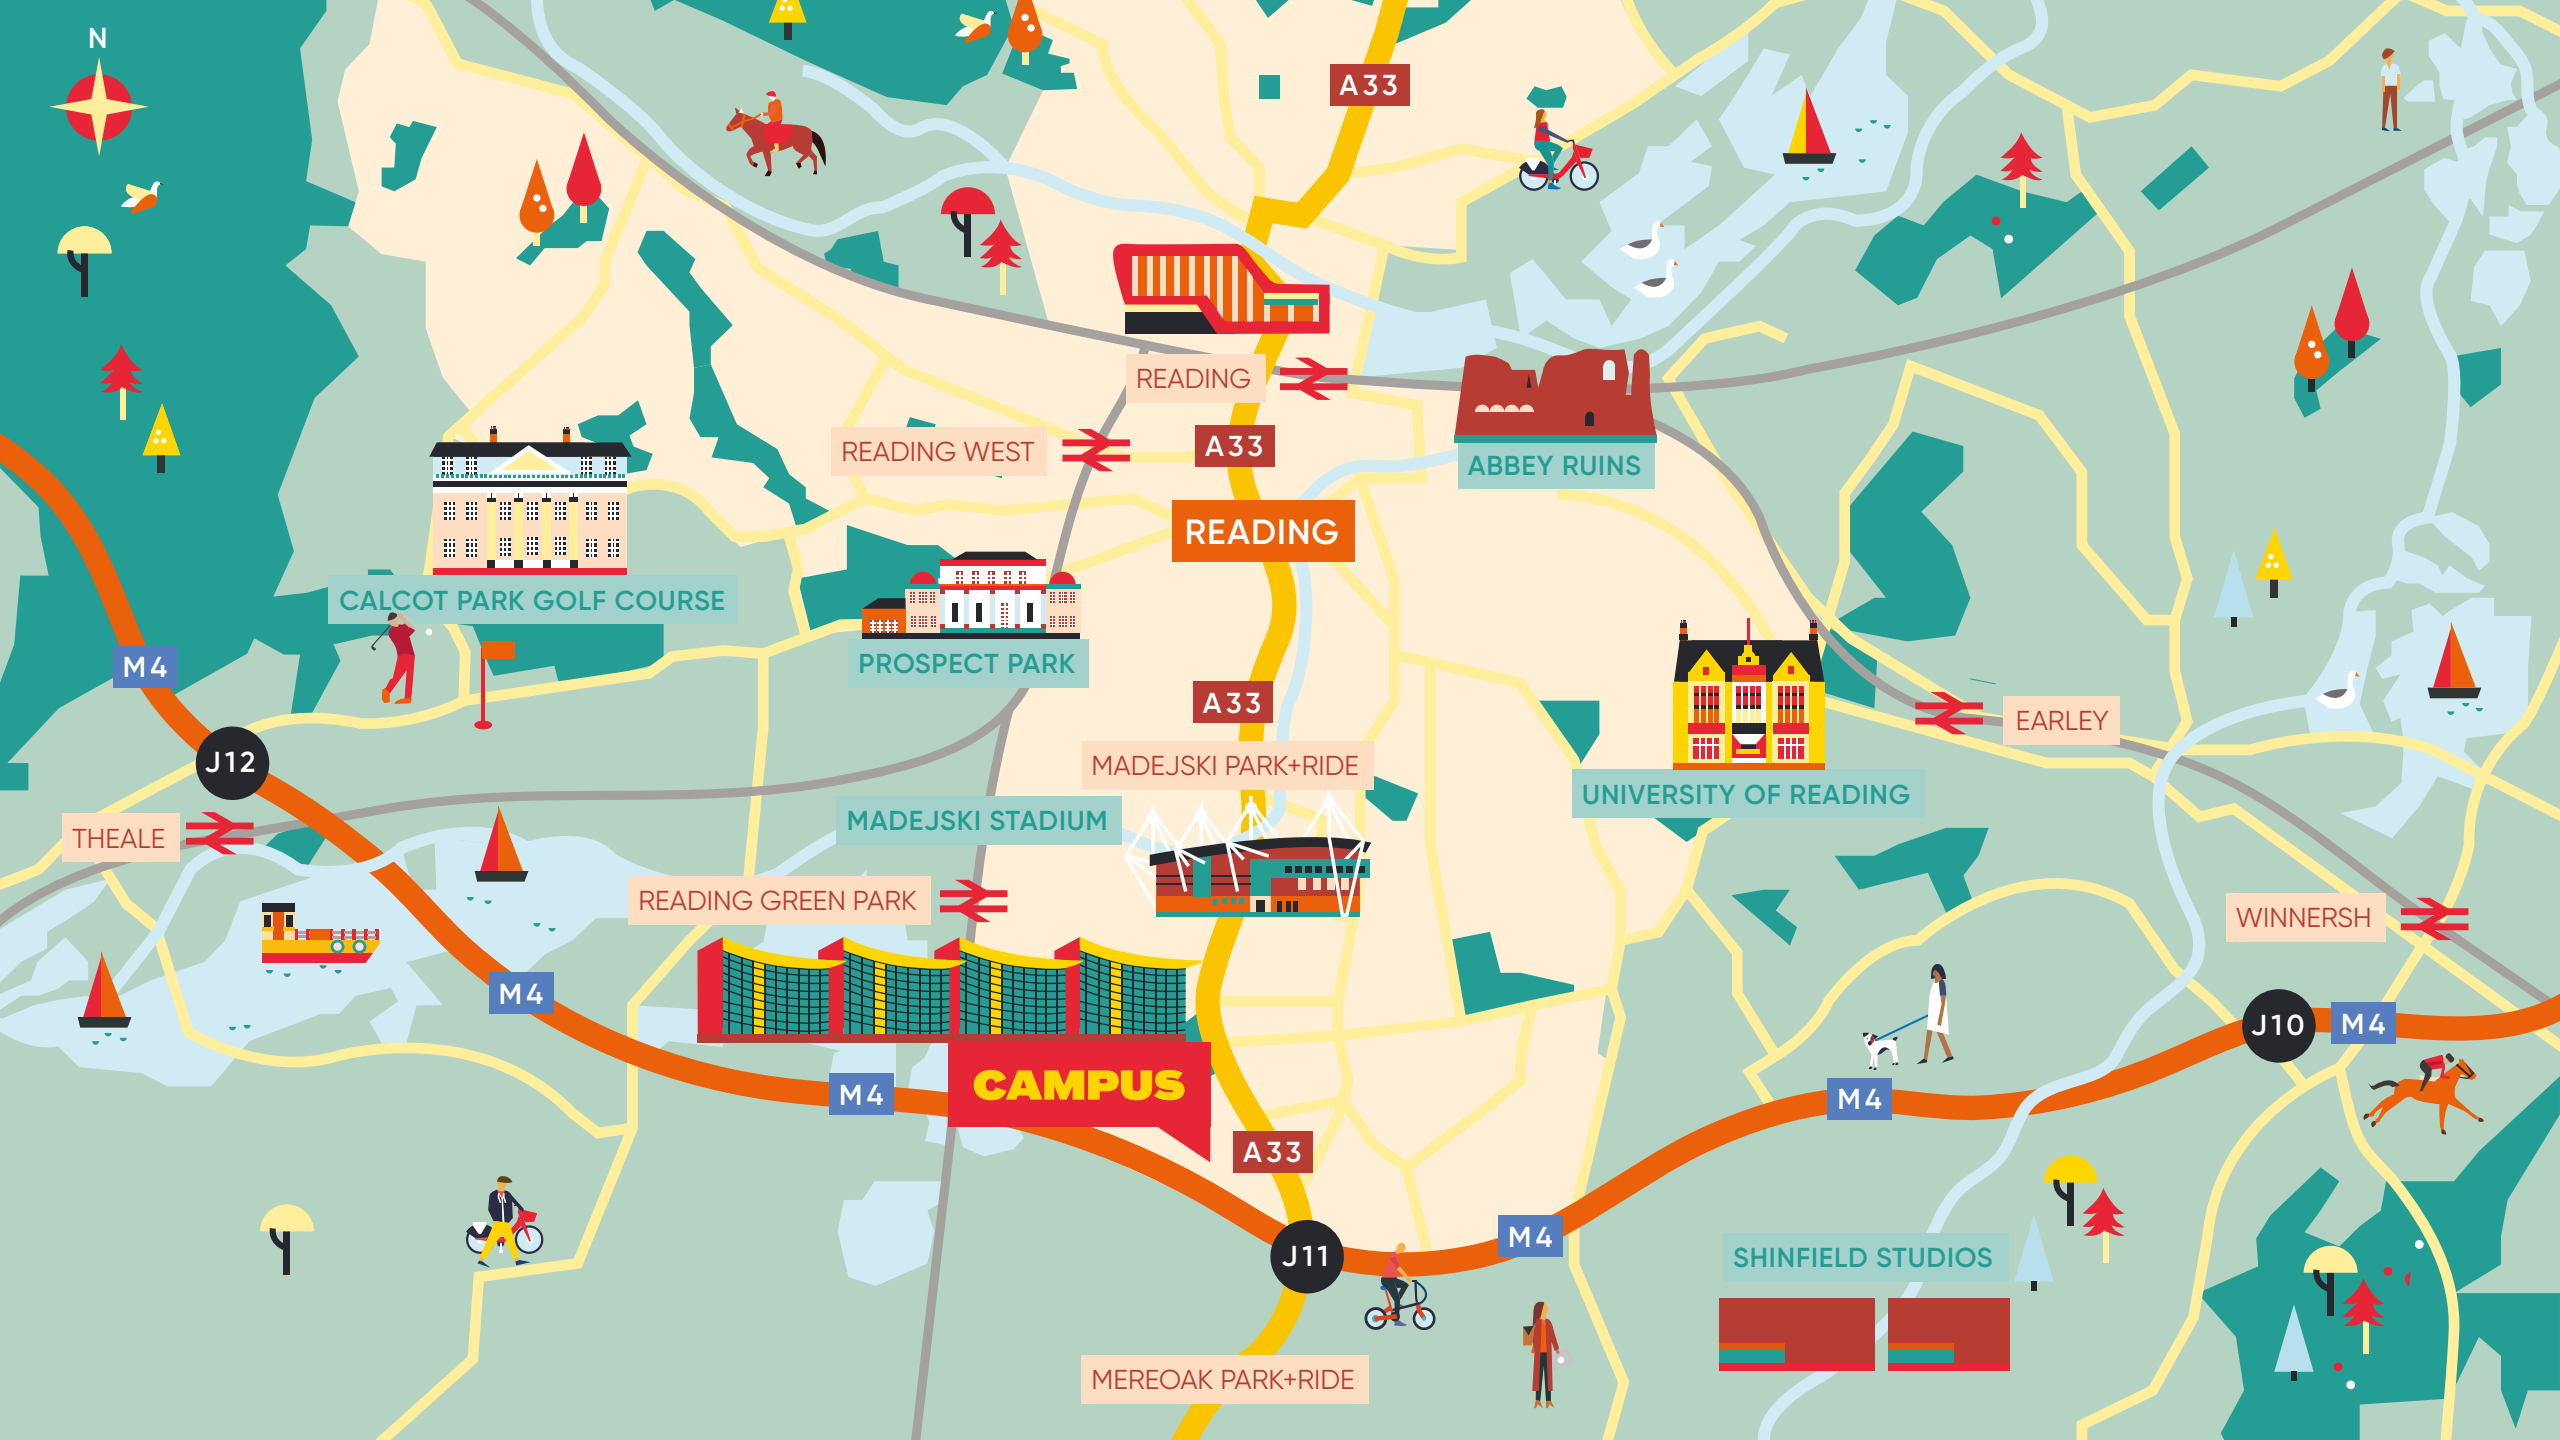 N
A33
READING
READING WEST
A33
ABBEY RUINS
READING
CALCOT PARK GOLF COURSE
PROSPECT PARK
M4
A33
EARLEY
J12
MADEJSKI PARK+RIDE
UNIVERSITY OF READING
MADEJSKI STADIUM
THEALE
READING GREEN PARK
WINNERSH
M4
J10
M4
CAMPUS
M4
M4
A33
M4
J11
SHINFIELD STUDIOS
MEREOAK PARK+RIDE